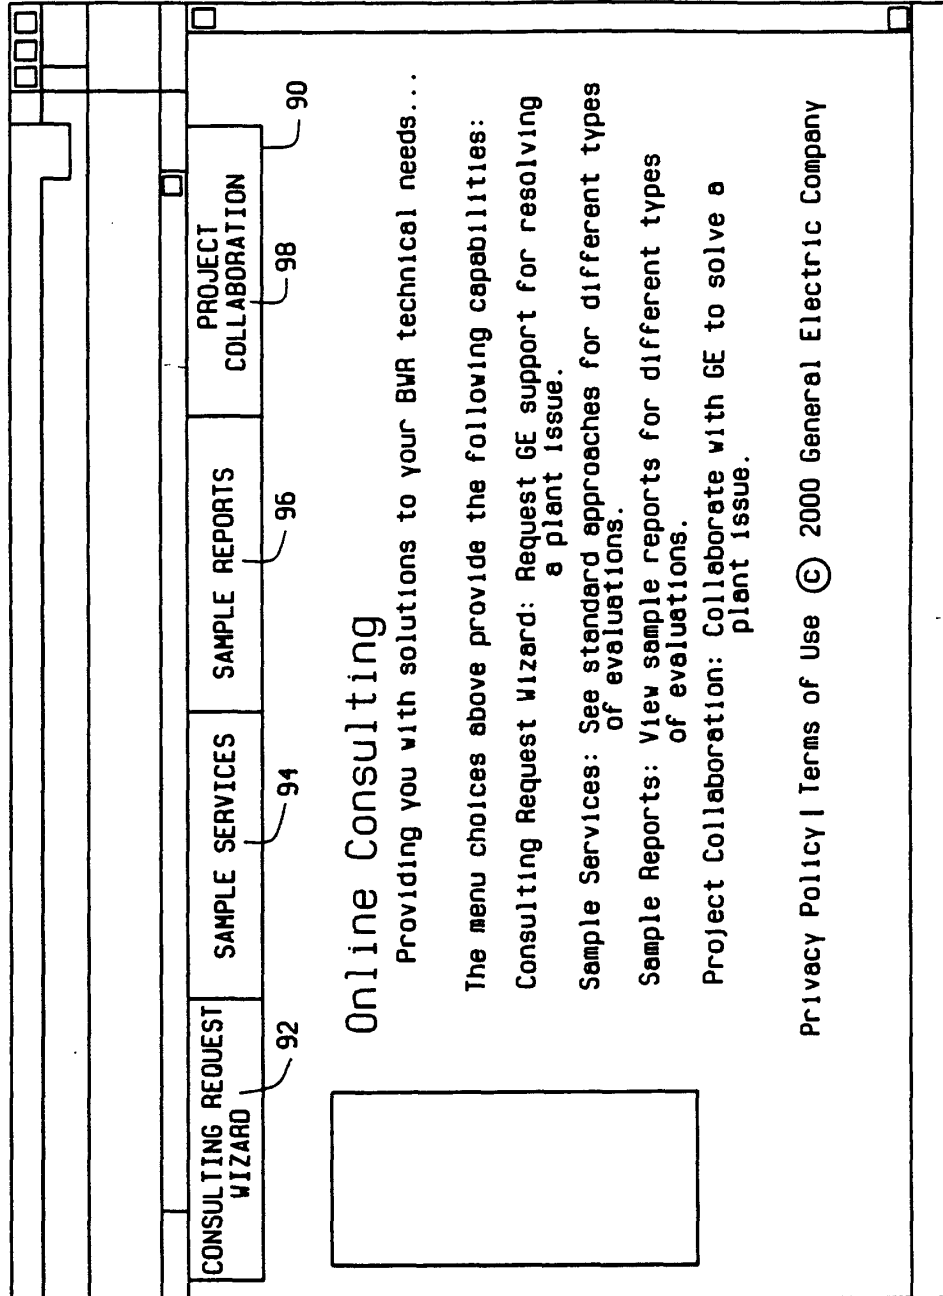 CONSULTING REQUEST
WIZARD
SAMPLE SERVICES
SAMPLE REPORTS
PROJECT
COLLABORATION
92
94
96
98
90
Online Consulting
Providing you with solutions to your BWR technical needs...
The menu choices above provide the following capabilities:
Consulting Request Wizard: Request GE support for resolving
a plant issue.
Sample Services: See standard approaches for different types
of evaluations.
Sample Reports: View sample reports for different types
of evaluations.
Project Collaboration: Collaborate with GE to solve a
plant issue.
Privacy Policy | Terms of Use © 2000 General Electric Company